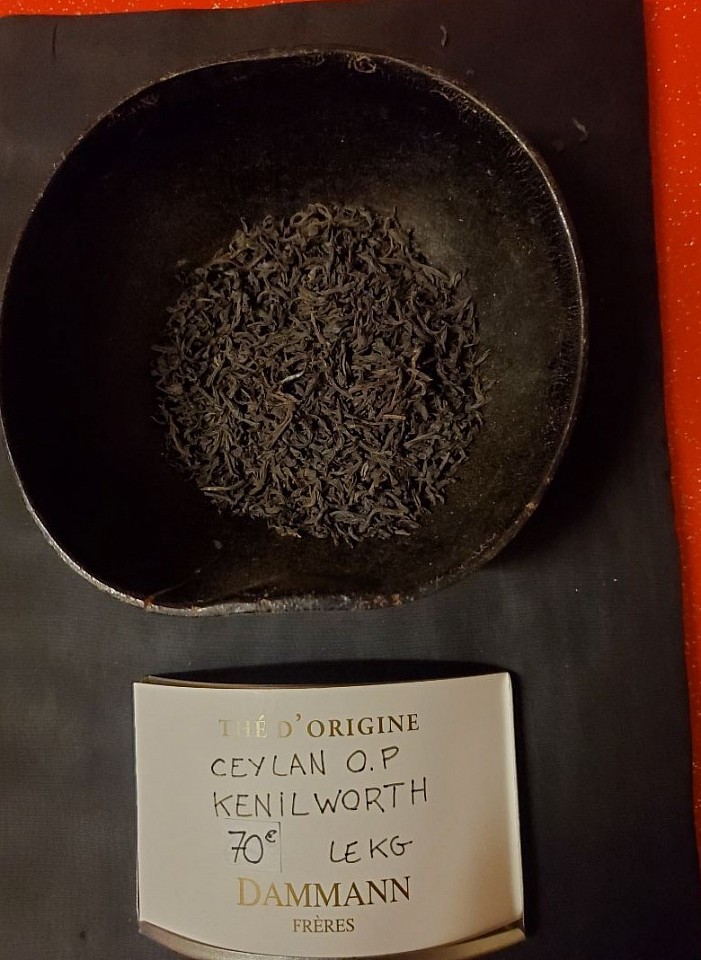 THÉ D'ORIGINE
CEYLAN O.P
KENILWORTH
70€ LE KG
DAMMANN
FRÈRES